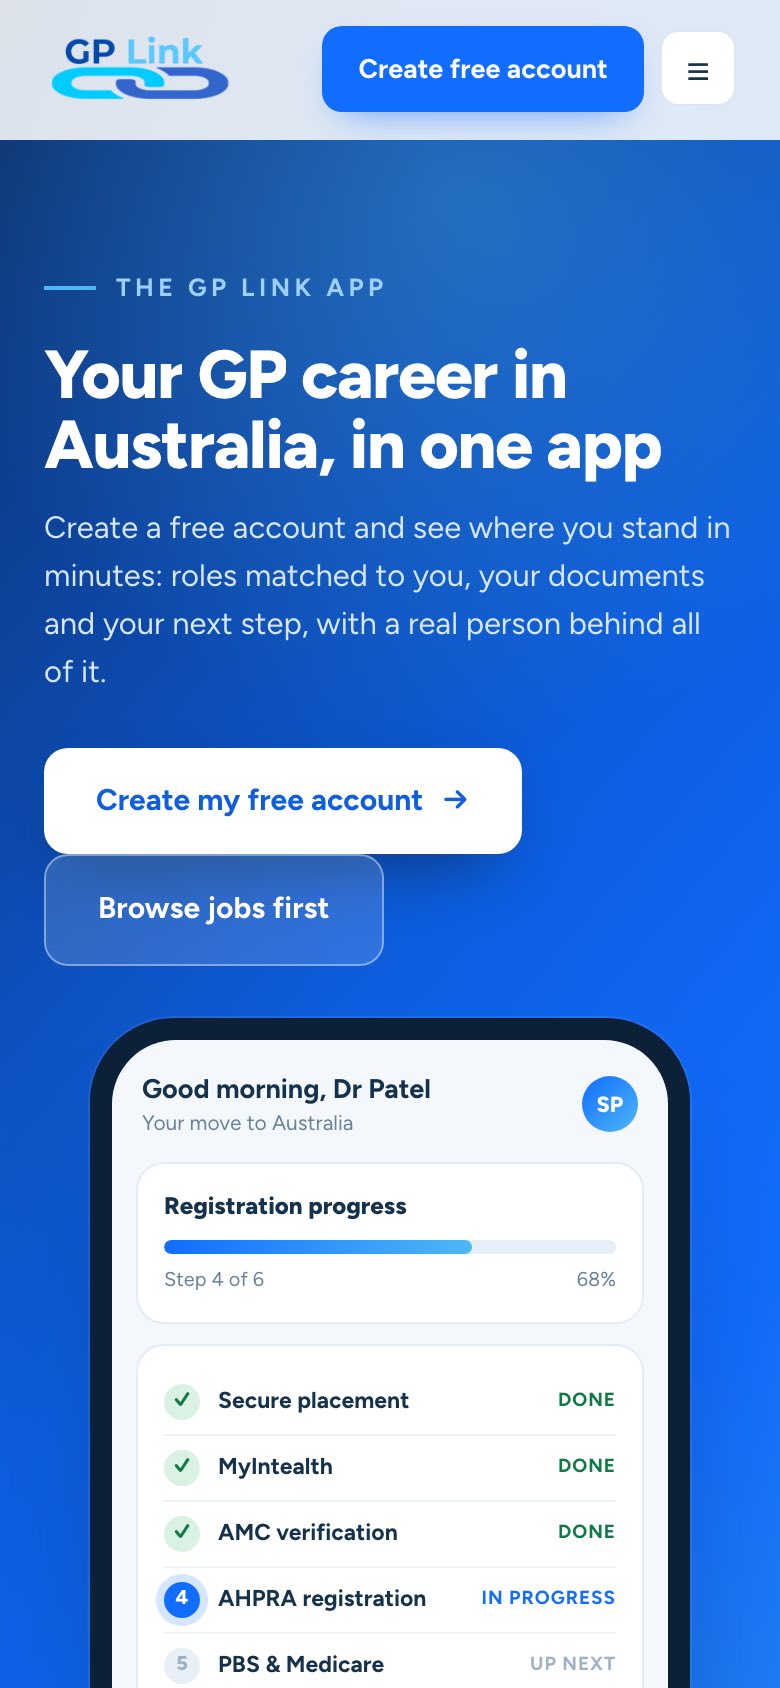 GP Link
Create free account
THE GP LINK APP
Your GP career in
Australia, in one app
Create a free account and see where you stand in
minutes: roles matched to you, your documents
and your next step, with a real person behind all
of it.
Create my free account →
Browse jobs first
Good morning, Dr Patel
SP
Your move to Australia
Registration progress
Step 4 of 6 68%
Secure placement DONE
MyIntealth DONE
AMC verification DONE
4 AHPRA registration IN PROGRESS
5 PBS & Medicare UP NEXT